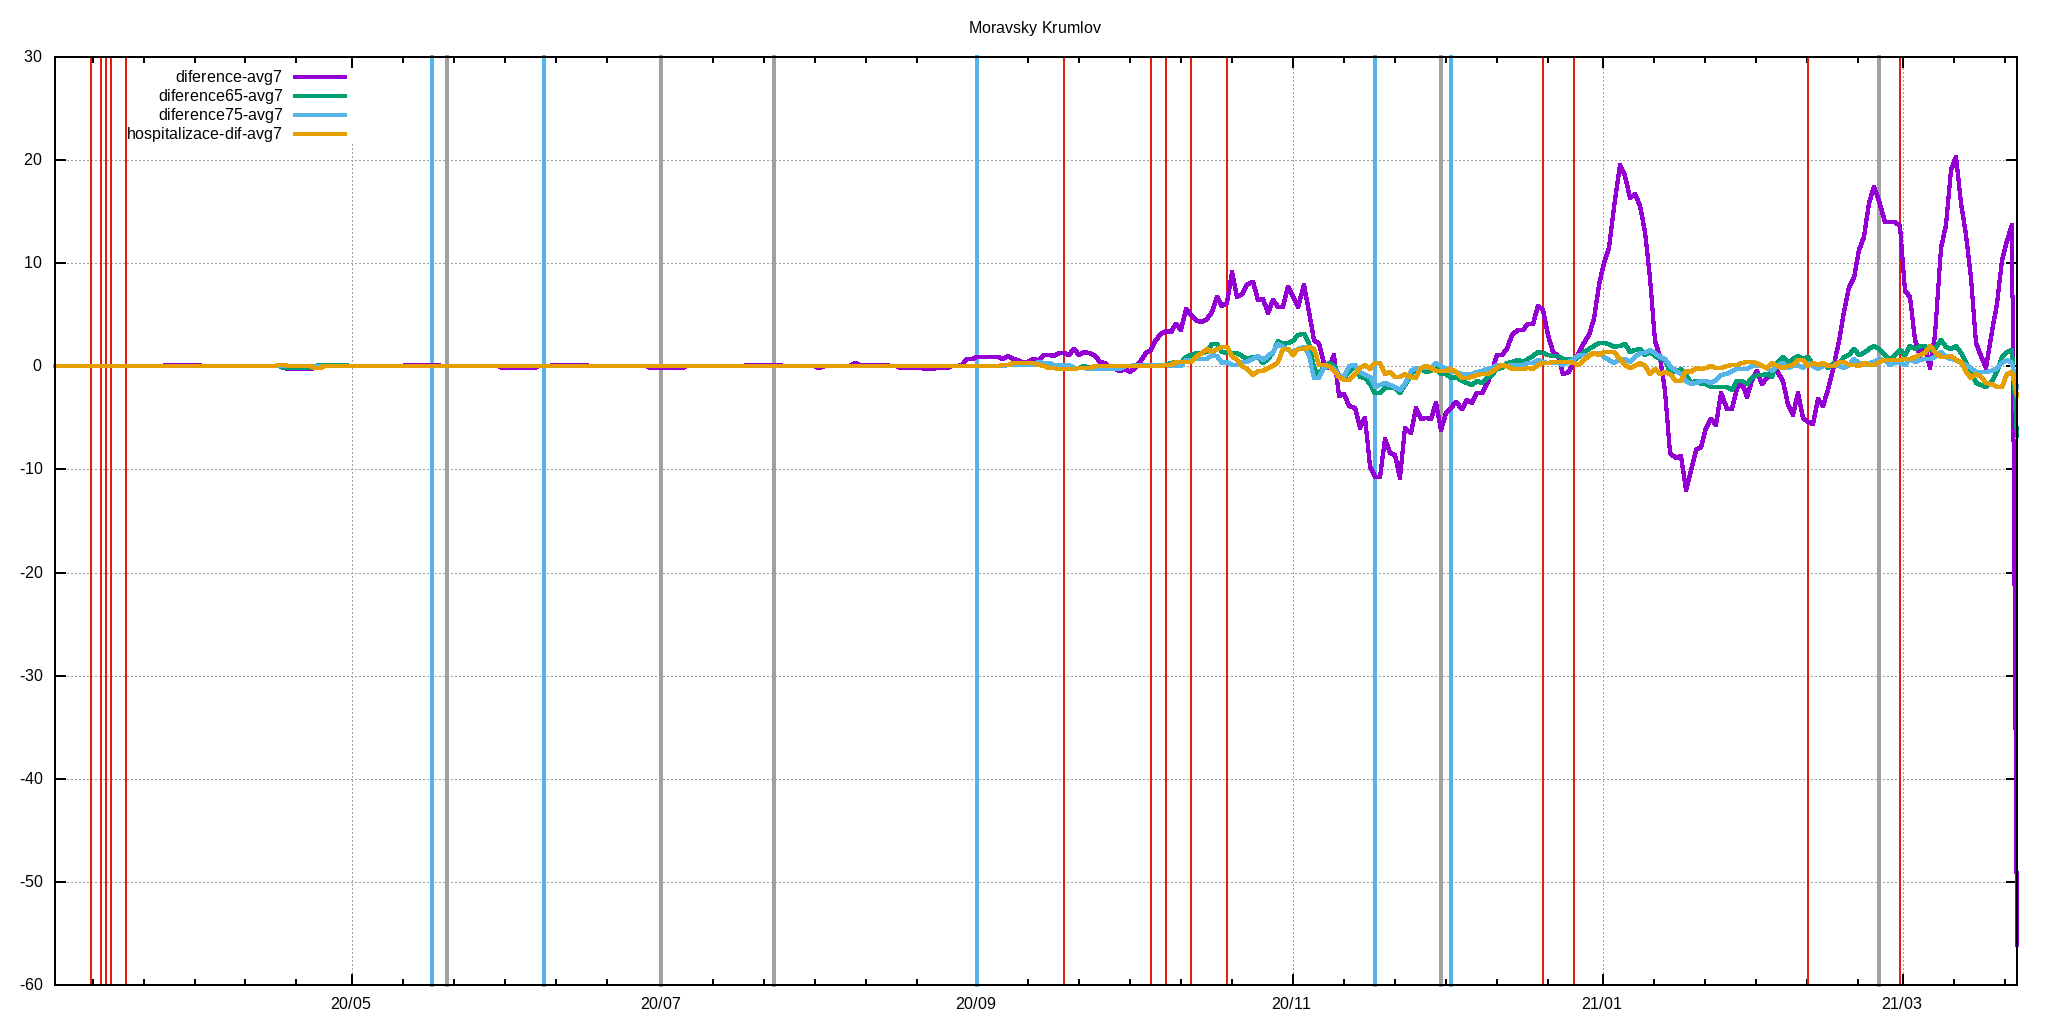 Moravsky Krumlov
30
20
10
0
-10
-20
-30
-40
-50
-60
diference-avg7
diference65-avg7
diference75-avg7
hospitalizace-dif-avg7
20/05 20/07 20/09 20/11 21/01 21/03